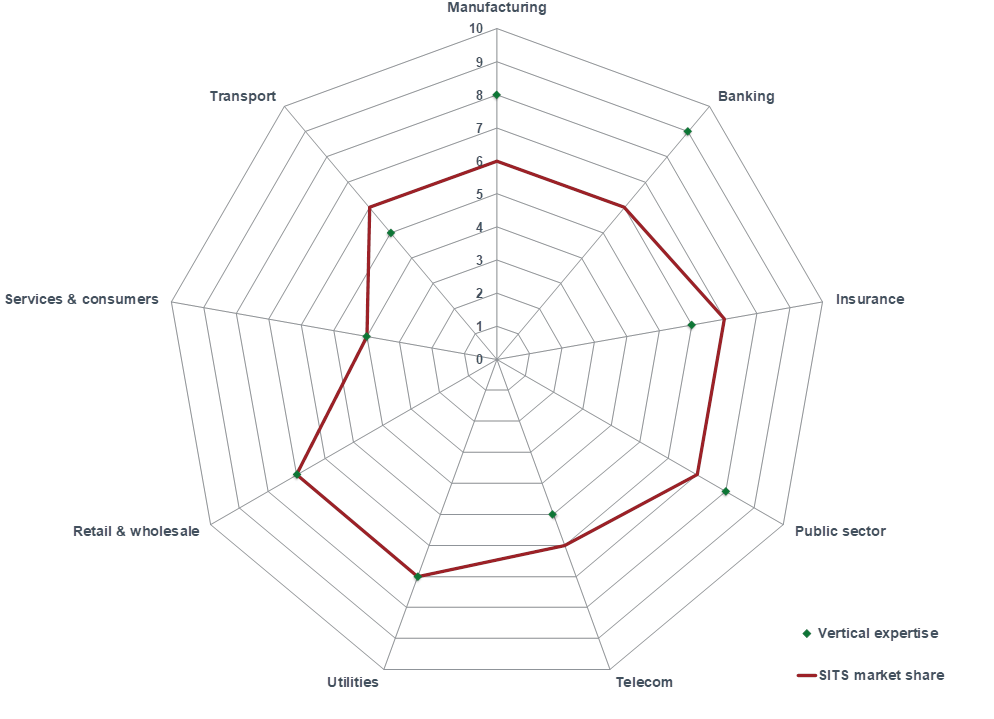 Manufacturing
10
9
8
7
6
5
4
3
2
1
0
Transport
Banking
Services & consumers
Insurance
Retail & wholesale
Public sector
Utilities
Telecom
Vertical expertise
SITS market share